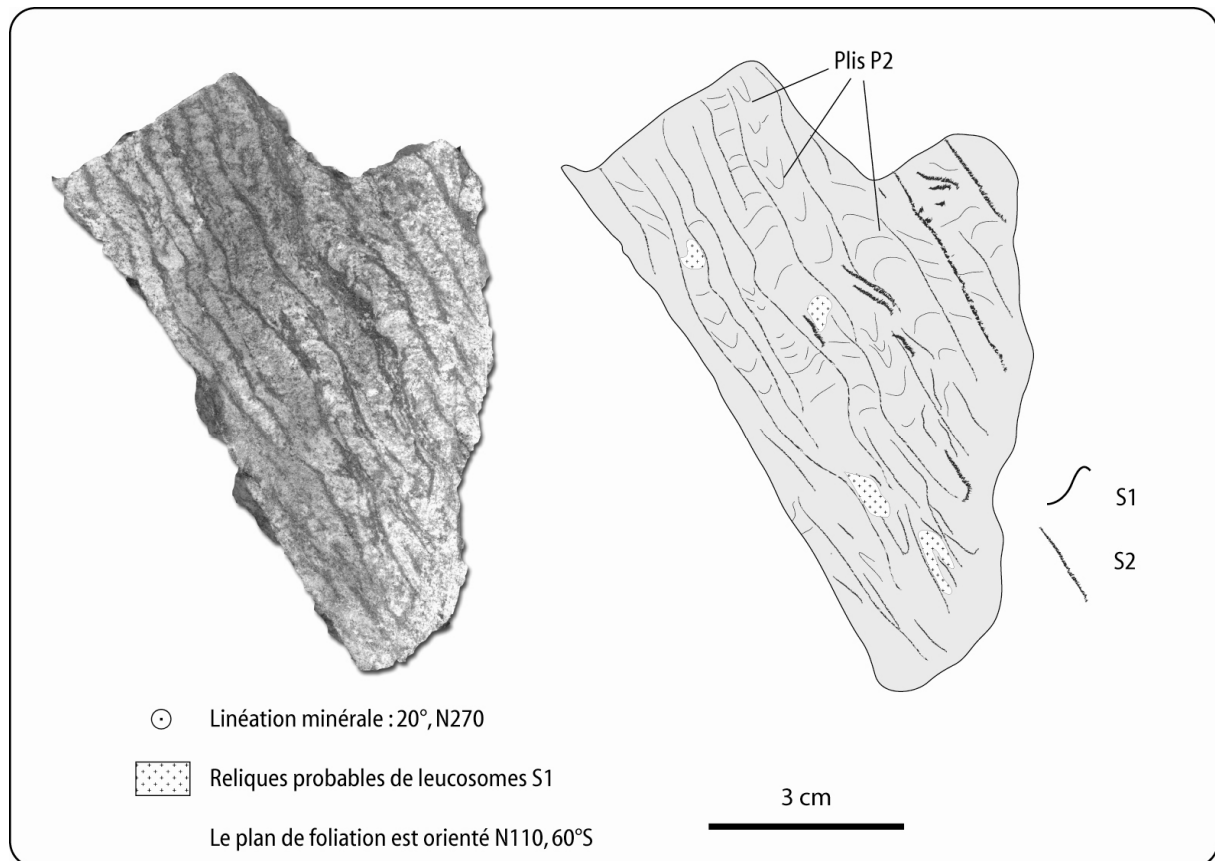 Plis P2
S1
S2
Linéation minérale : 20°, N270
Reliques probables de leucosomes S1
3 cm
Le plan de foliation est orienté N110, 60°S